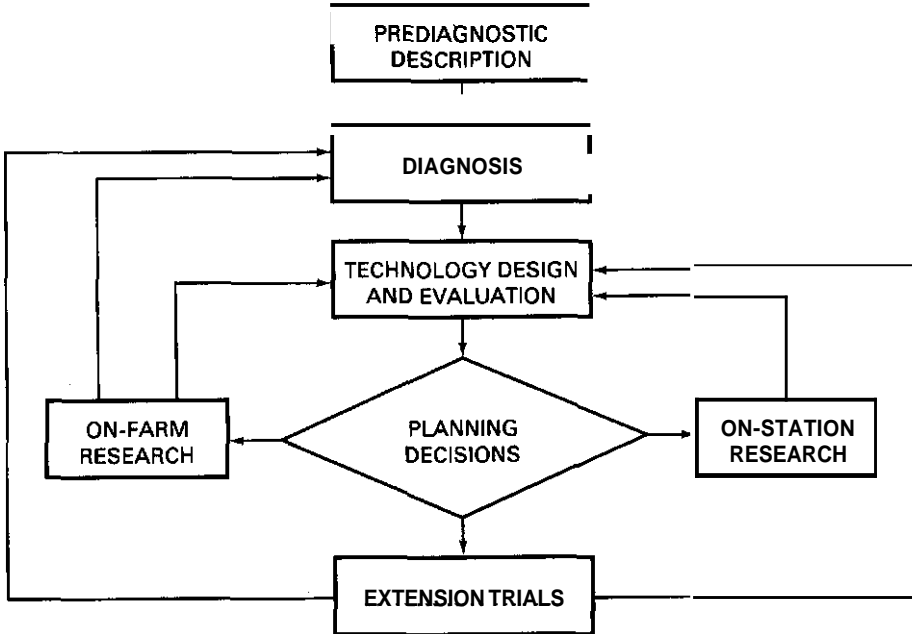 PREDIAGNOSTIC
DESCRIPTION
DIAGNOSIS
TECHNOLOGY DESIGN
AND EVALUATION
ON-FARM
RESEARCH
PLANNING
DECISIONS
ON-STATION
RESEARCH
EXTENSION TRIALS